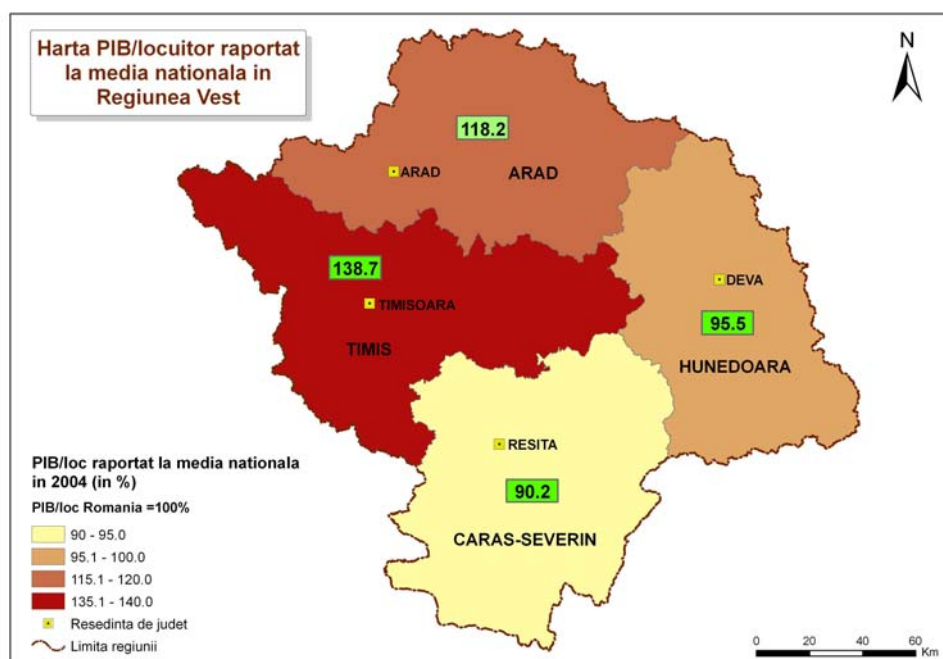 Harta PIB/locuitor raportat
la media nationala in
Regiunea Vest
N
118.2
ARAD
ARAD
138.7
TIMISOARA
TIMIS
DEVA
95.5
HUNEDOARA
RESITA
90.2
CARAS-SEVERIN
PIB/loc raportat la media nationala
in 2004 (in %)
PIB/loc Romania =100%
90 - 95.0
95.1 - 100.0
115.1 - 120.0
135.1 - 140.0
Resedinta de judet
Limita regiunii
0 10 20 40 60
Km